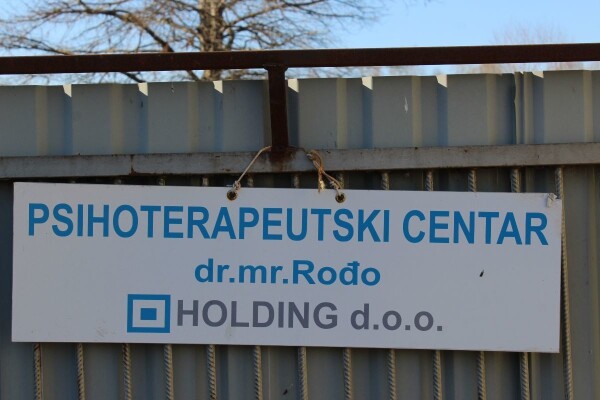 PSIHOTERAPEUTSKI CENTAR
dr.mr.Rođo
HOLDING d.o.o.